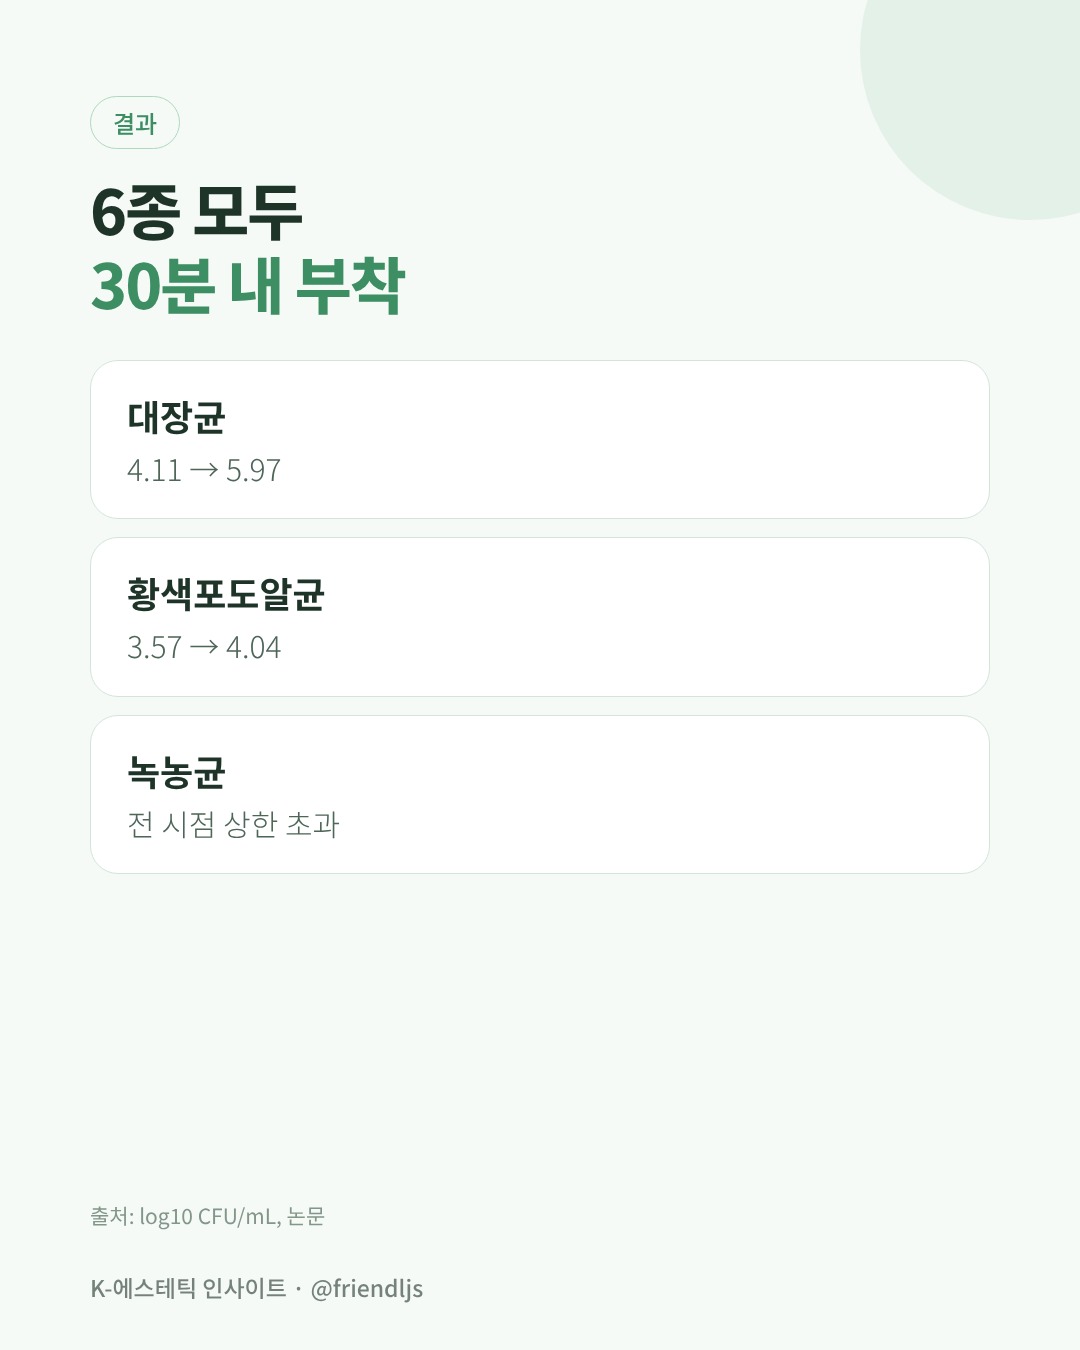 결과
6종 모두
30분 내 부착
대장균
4.11 → 5.97
황색포도알균
3.57 → 4.04
녹농균
전 시점 상한 초과
출처: log10 CFU/mL, 논문
K-에스테틱 인사이트 · @friendljs